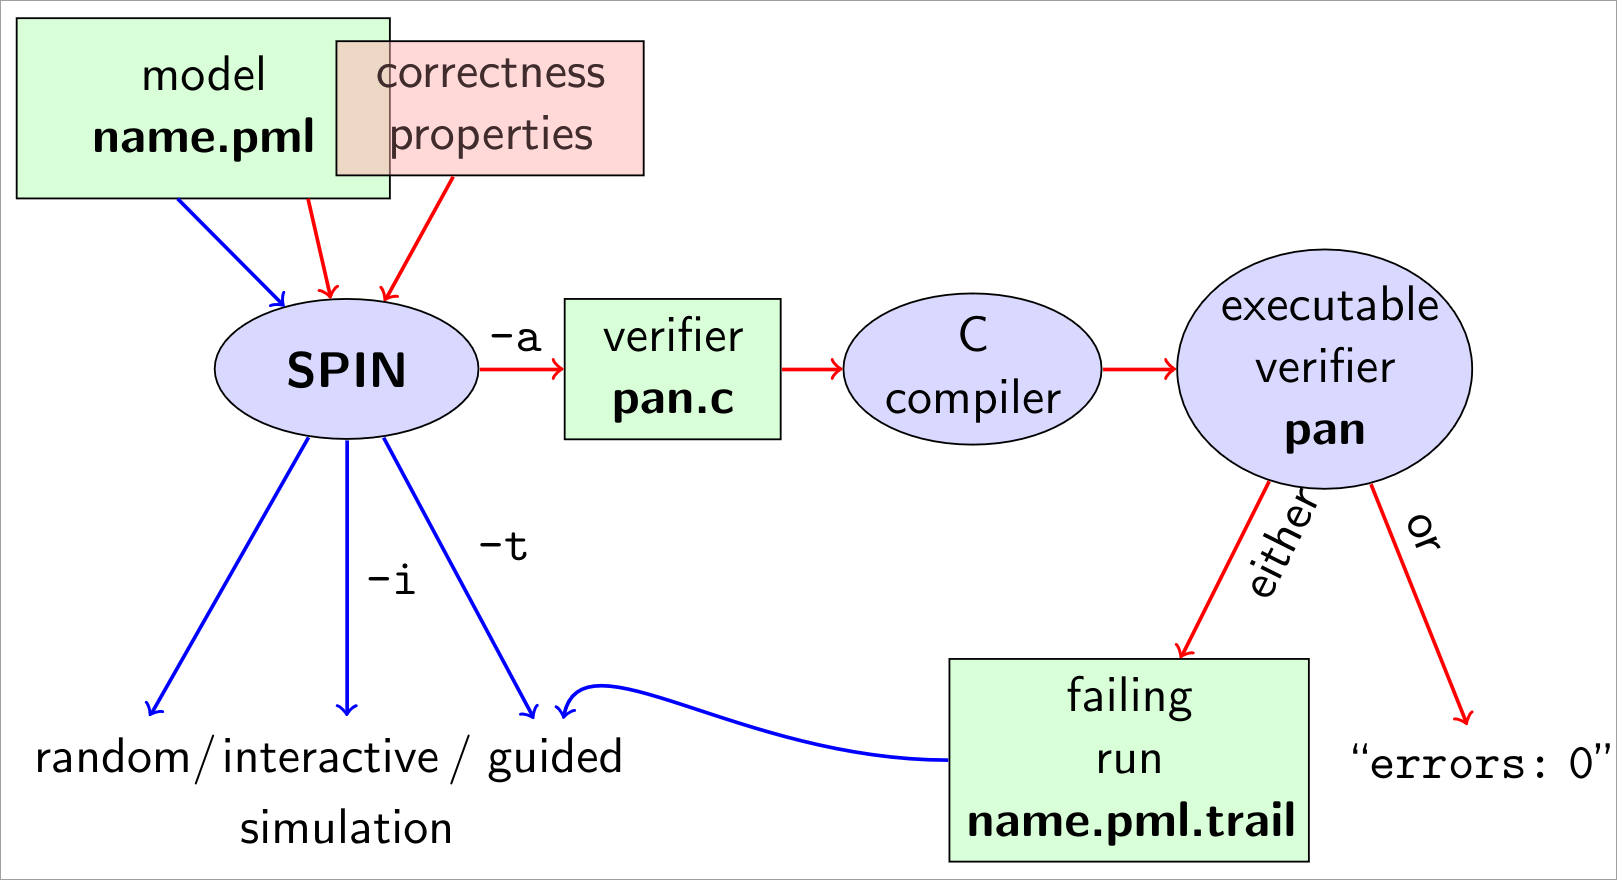 model
name.pml
correctness
properties
SPIN
-a
verifier
pan.c
C
compiler
executable
verifier
pan
-i
-t
either
or
random/ interactive / guided
simulation
failing
run
name.pml.trail
“errors: 0”